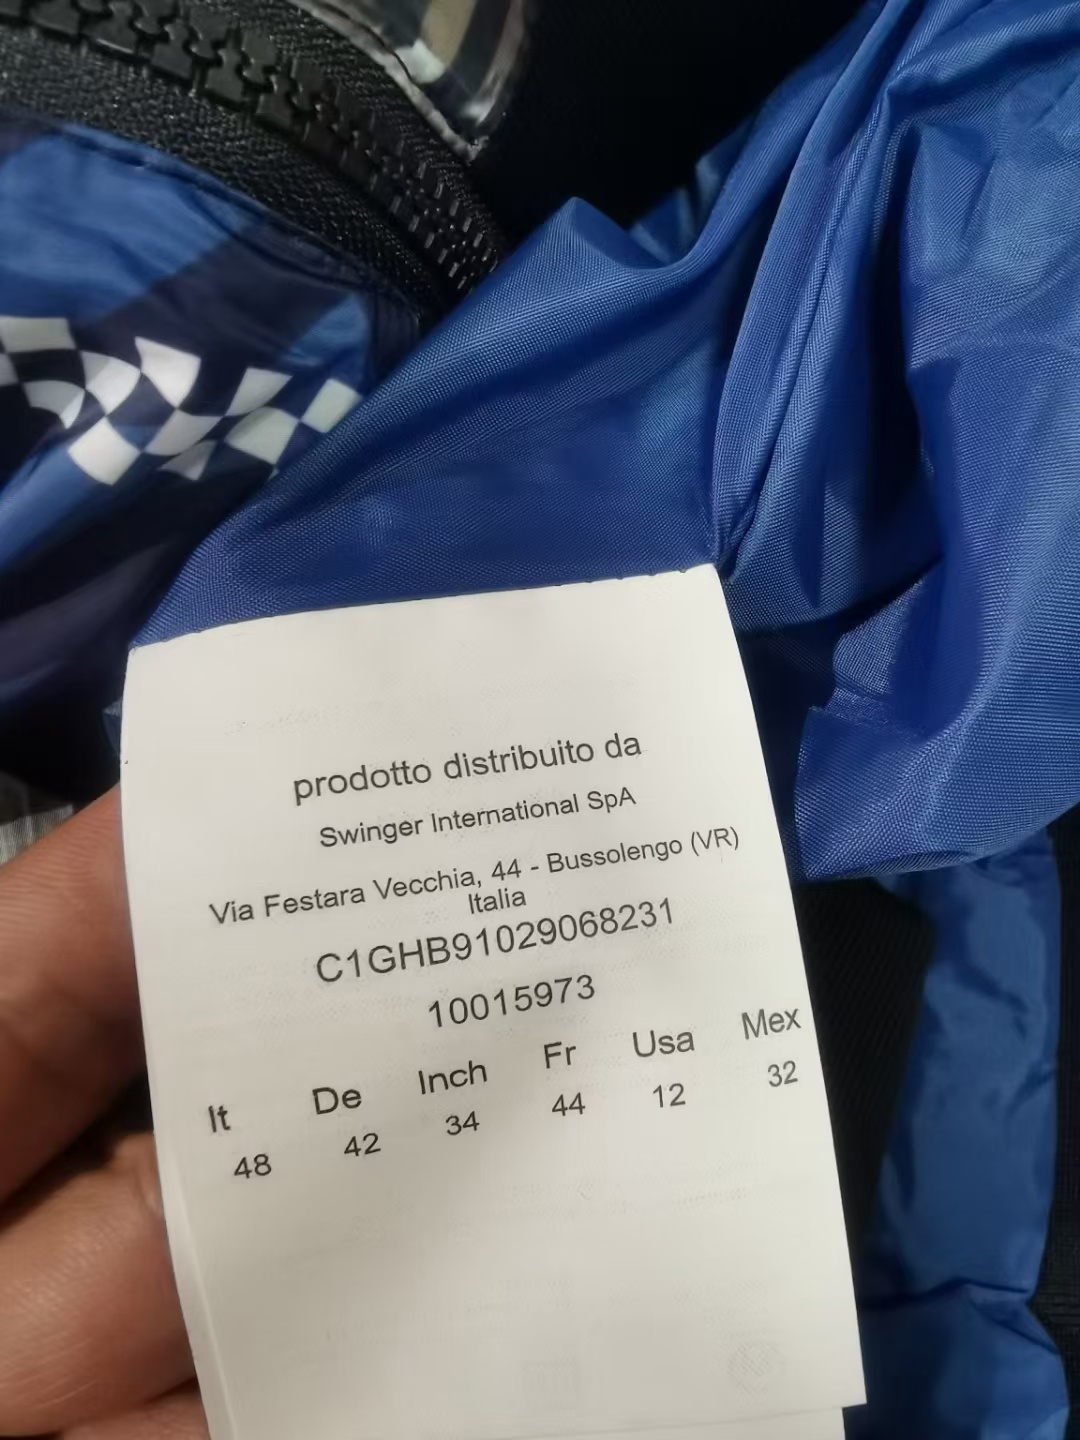 prodotto distribuito da
Swinger International SpA
Via Festara Vecchia, 44 - Bussolengo (VR)
Italia
C1GHB91029068231
10015973
It De Inch Fr Usa Mex
48 42 34 44 12 32